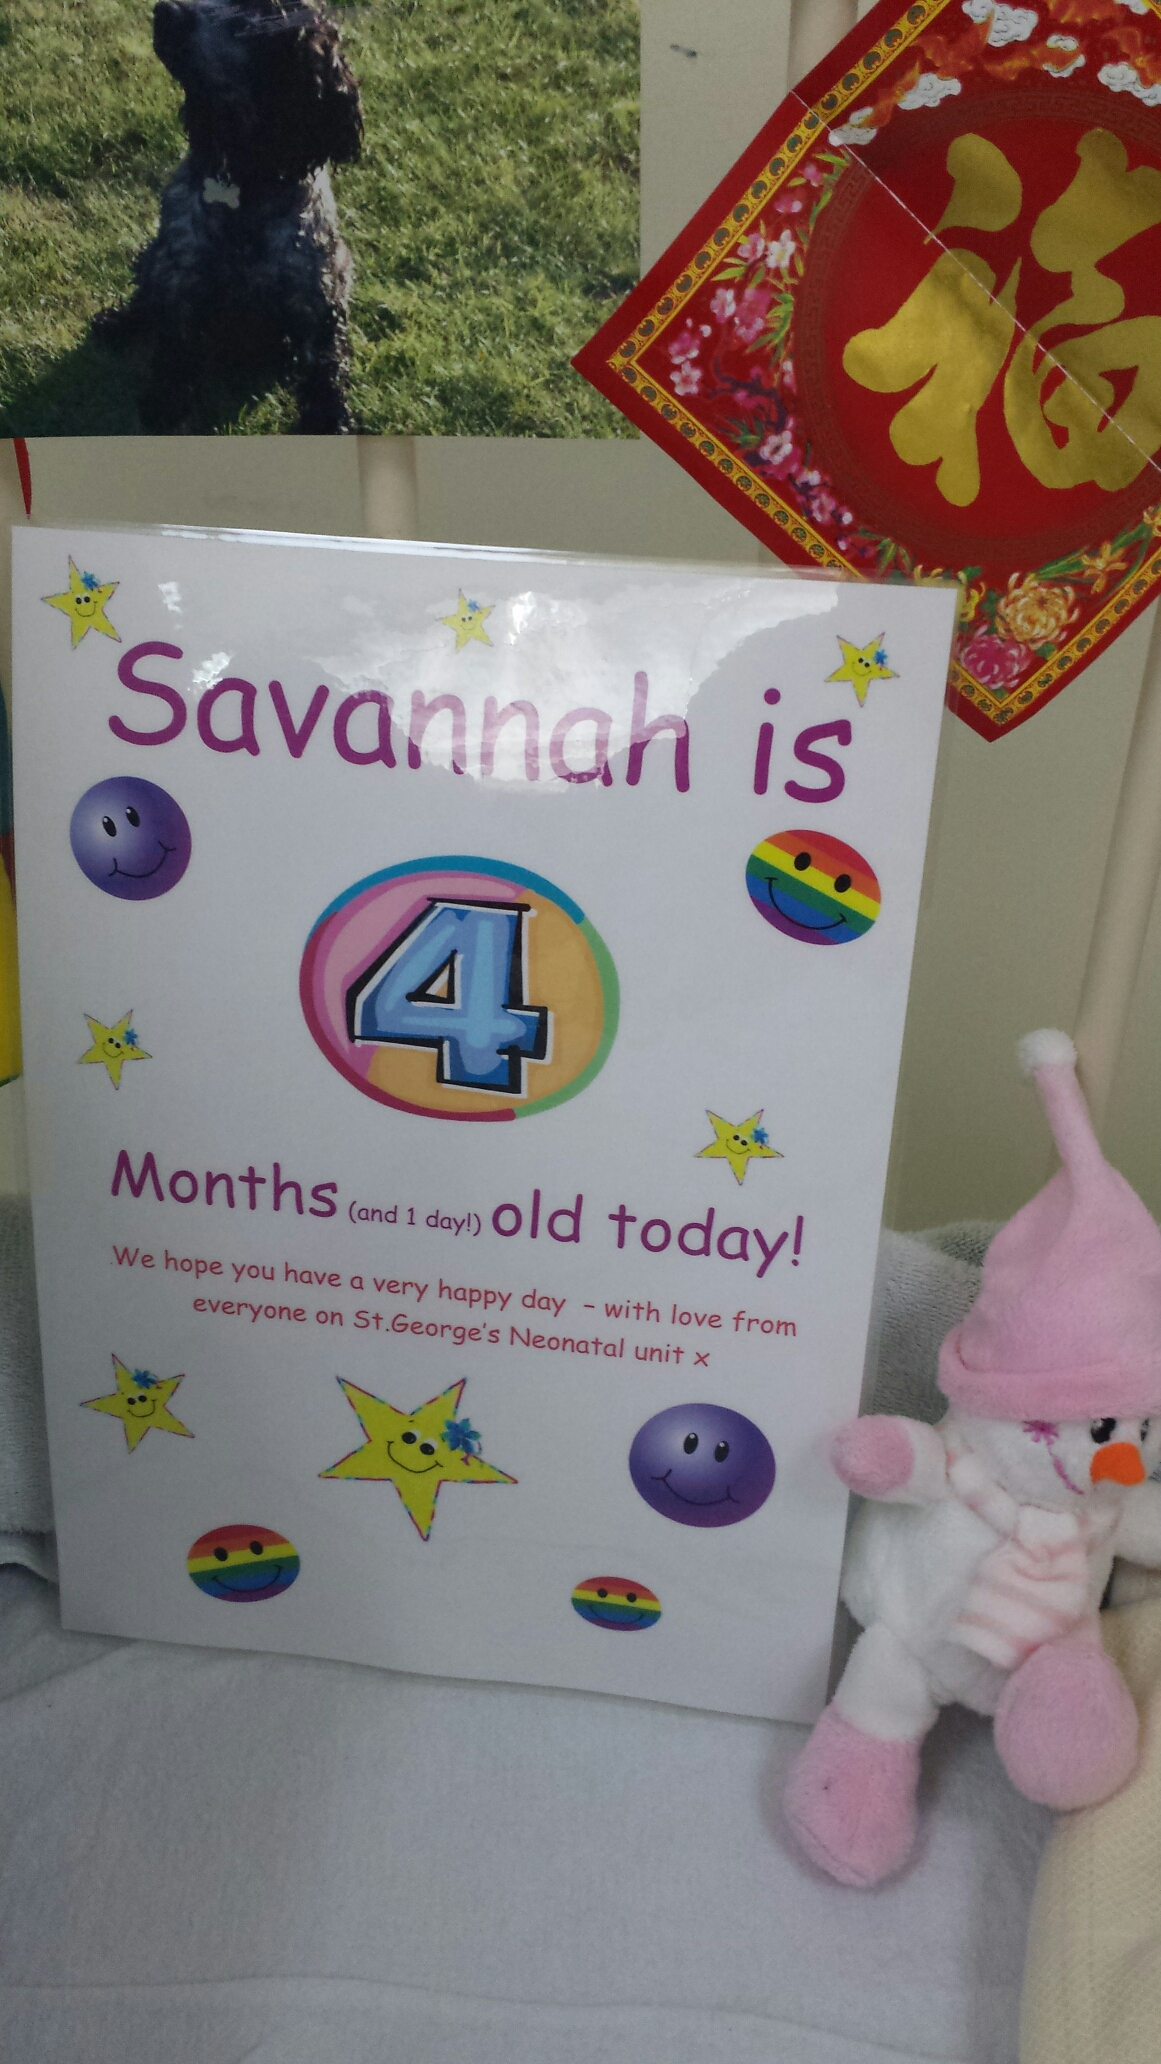 福
Savannah is
4
Months (and 1 day!) old today!
We hope you have a very happy day – with love from
everyone on St.George's Neonatal unit x